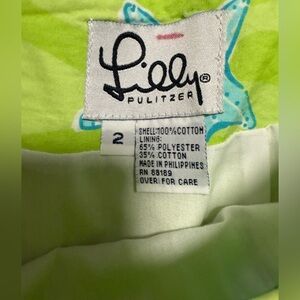 Lilly®
PULITZER
2
SHELL:100%COTTON
LINING:
65% POLYESTER
35% COTTON
MADE IN PHILIPPINES
RN 88189
OVER FOR CARE